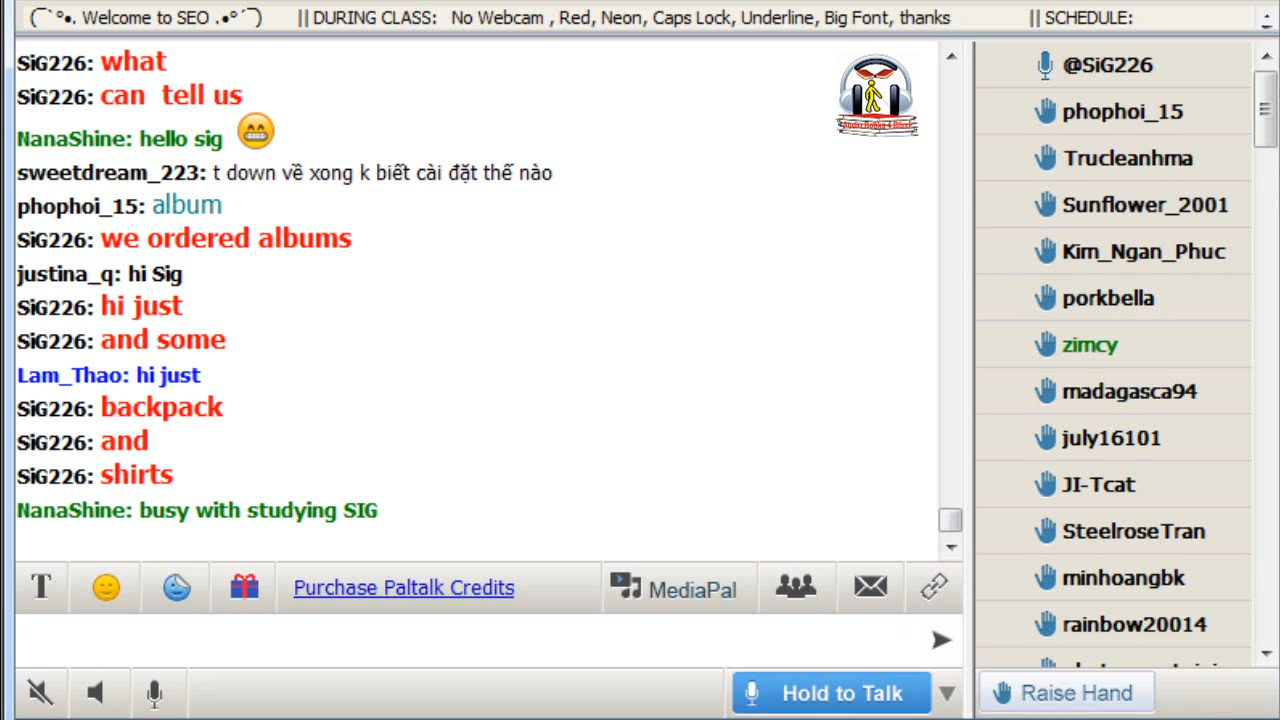 (¯`°•. Welcome to SEO .•°´¯) || DURING CLASS: No Webcam , Red, Neon, Caps Lock, Underline, Big Font, thanks || SCHEDULE:
SiG226: what
SiG226: can tell us
NanaShine: hello sig
sweetdream_223: t down về xong k biết cài đặt thế nào
phophoi_15: album
SiG226: we ordered albums
justina_q: hi Sig
SiG226: hi just
SiG226: and some
Lam_Thao: hi just
SiG226: backpack
SiG226: and
SiG226: shirts
NanaShine: busy with studying SIG
Purchase Paltalk Credits
MediaPal
Hold to Talk
@SiG226
phophoi_15
Trucleanhma
Sunflower_2001
Kim_Ngan_Phuc
porkbella
zimcy
madagasca94
july16101
JI-Tcat
SteelroseTran
minhoangbk
rainbow20014
Raise Hand